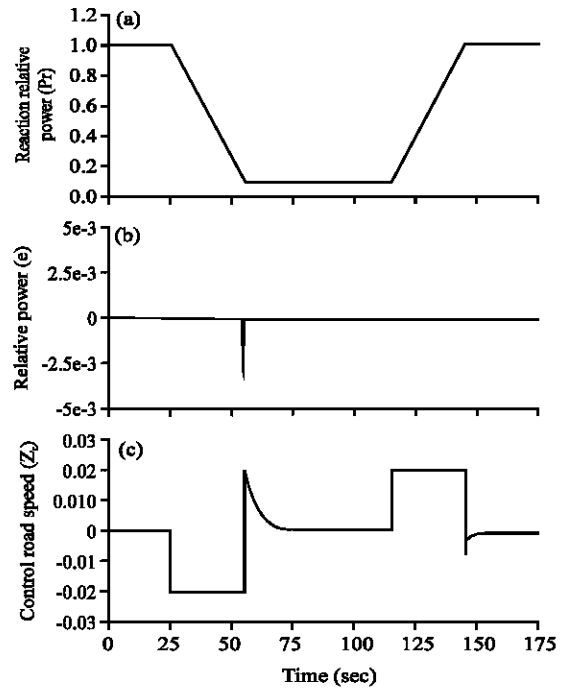 (a)
Reaction relative
power (Pr)
1.2
1.0
0.8
0.6
0.4
0.2
0.0
(b)
Relative power (e)
5e-3
2.5e-3
0
-2.5e-3
-5e-3
(c)
Control road speed (Zr)
0.03
0.02
0.010
0
-0.01
-0.02
-0.03
0 25 50 75 100 125 150 175
Time (sec)